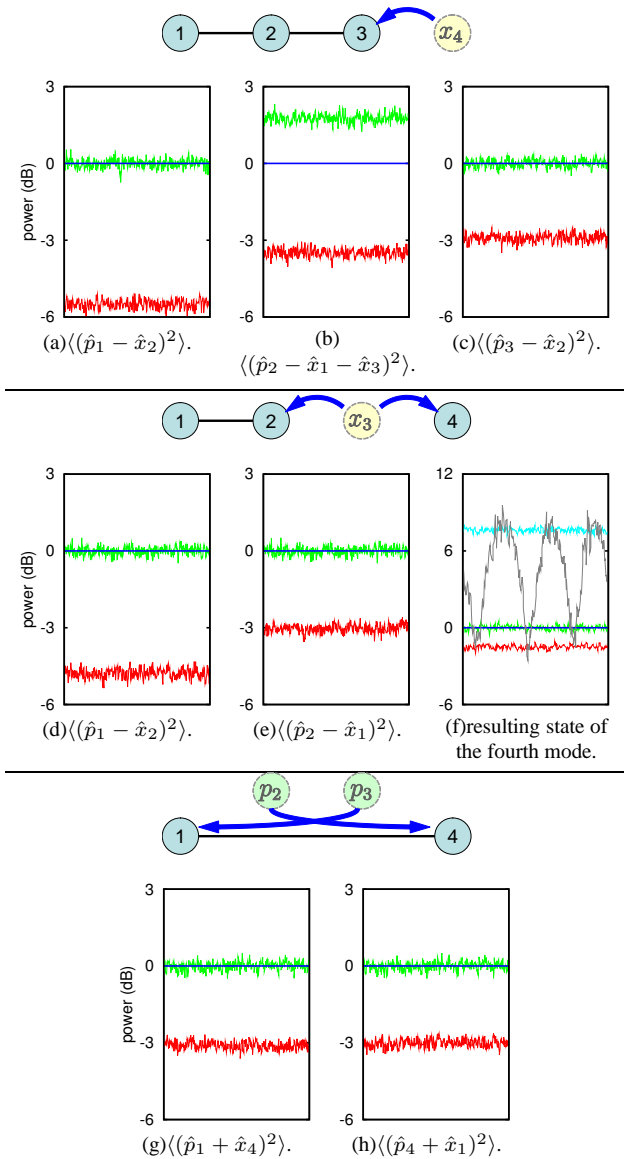 1 2 3 x₄
3 3 3
0 0 0
-3 -3 -3
-6 -6 -6
power (dB)
(a)⟨(p̂₁ − x̂₂)²⟩.
(b)
⟨(p̂₂ − x̂₁ − x̂₃)²⟩.
(c)⟨(p̂₃ − x̂₂)²⟩.
1 2 x₃ 4
3 3 12
0 0 6
-3 -3 0
-6 -6 -6
power (dB)
(d)⟨(p̂₁ − x̂₂)²⟩.
(e)⟨(p̂₂ − x̂₁)²⟩.
(f)resulting state of
the fourth mode.
p₂ p₃
1 4
3 3
0 0
-3 -3
-6 -6
power (dB)
(g)⟨(p̂₁ + x̂₄)²⟩.
(h)⟨(p̂₄ + x̂₁)²⟩.